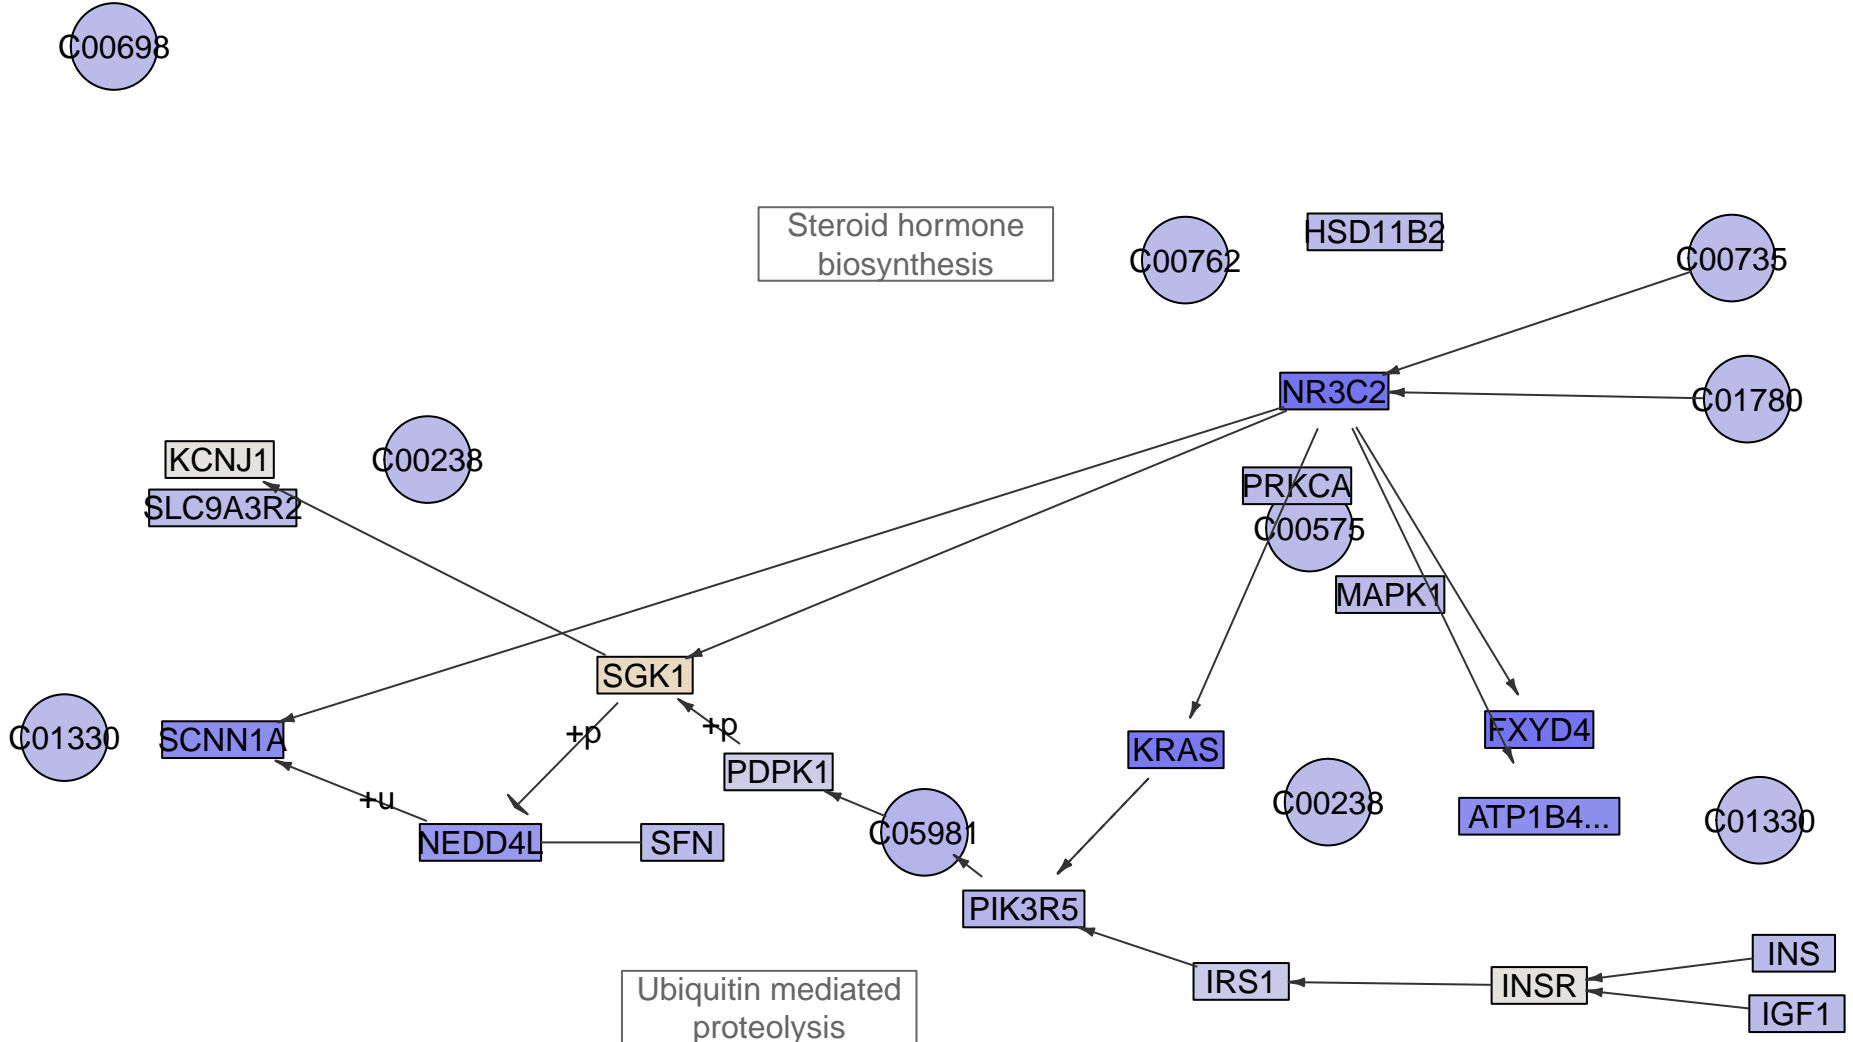 C00698
Steroid hormone
biosynthesis
HSD11B2
C00762
C00735
NR3C2
C01780
KCNJ1
C00238
PRKCA
SLC9A3R2
C00575
MAPK1
SGK1
C01330
SCNN1A
+p
+p
FXYD4
KRAS
PDPK1
+u
C00238
ATP1B4...
C01330
NEDD4L
SFN
C05981
PIK3R5
INS
Ubiquitin mediated
proteolysis
IRS1
INSR
IGF1